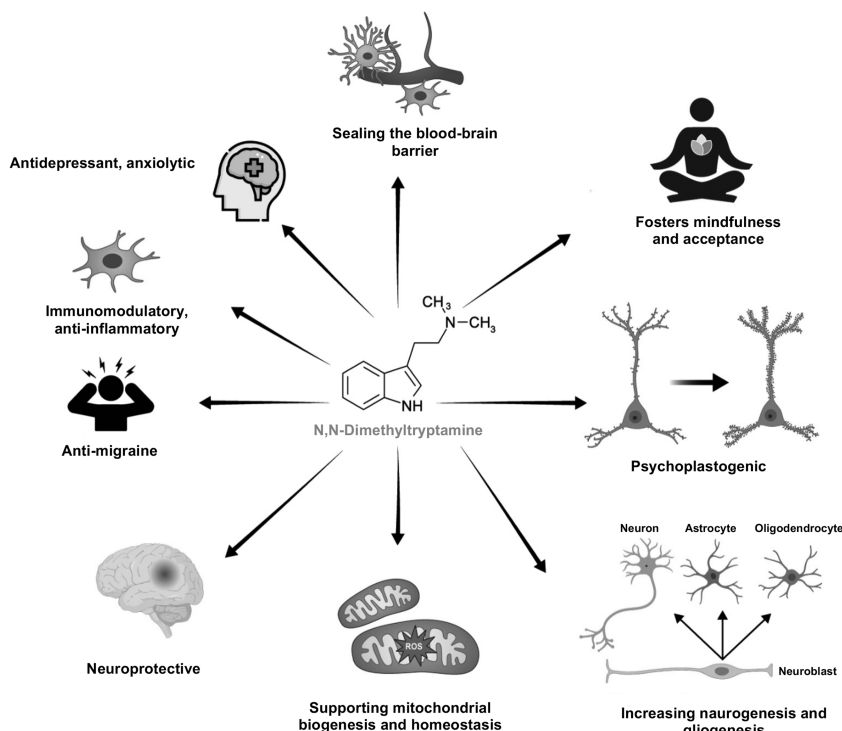 Sealing the blood-brain
barrier
Antidepressant, anxiolytic
Fosters mindfulness
and acceptance
Immunomodulatory,
anti-inflammatory
CH₃
N
CH₃
NH
N,N-Dimethyltryptamine
Anti-migraine
Psychoplastogenic
Neuron
Astrocyte
Oligodendrocyte
Neuroblast
Neuroprotective
ROS
Supporting mitochondrial
biogenesis and homeostasis
Increasing naurogenesis and
gliogenesis